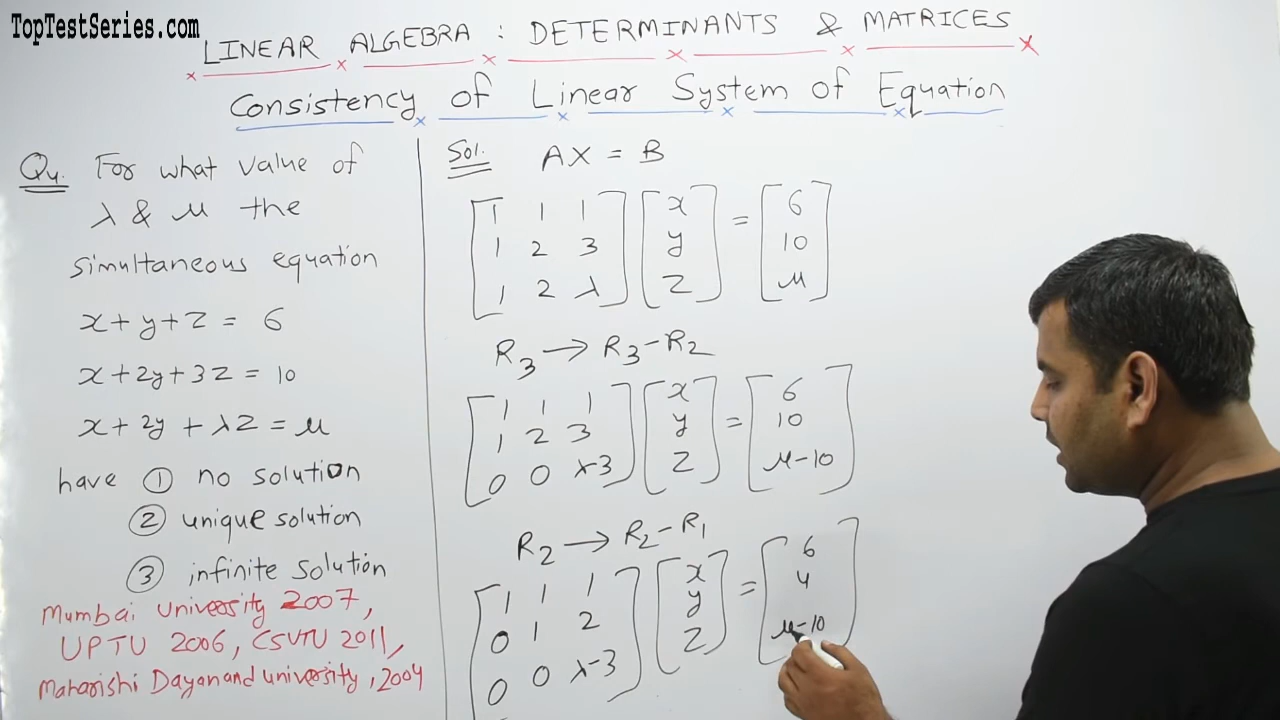 TopTestSeries.com
LINEAR ALGEBRA : DETERMINANTS & MATRICES
Consistency of Linear System of Equation
Q4. For what value of
λ & μ the
simultaneous equation
x+y+z = 6
x+2y+3z = 10
x+2y+λz = μ
have ① no solution
② unique solution
③ infinite solution
Mumbai University 2007,
UPTU 2006, CSVTU 2011,
Maharishi Dayanand university, 2004
Sol. AX = B
[1 1 1] [x] = [6]
[1 2 3] [y] [10]
[1 2 λ] [z] [μ]
R3 → R3-R2
[1 1 1] [x] = [6]
[1 2 3] [y] [10]
[0 0 λ-3] [z] [μ-10]
R2 → R2-R1
[1 1 1] [x] = [6]
[0 1 2] [y] [4]
[0 0 λ-3] [z] [μ-10]